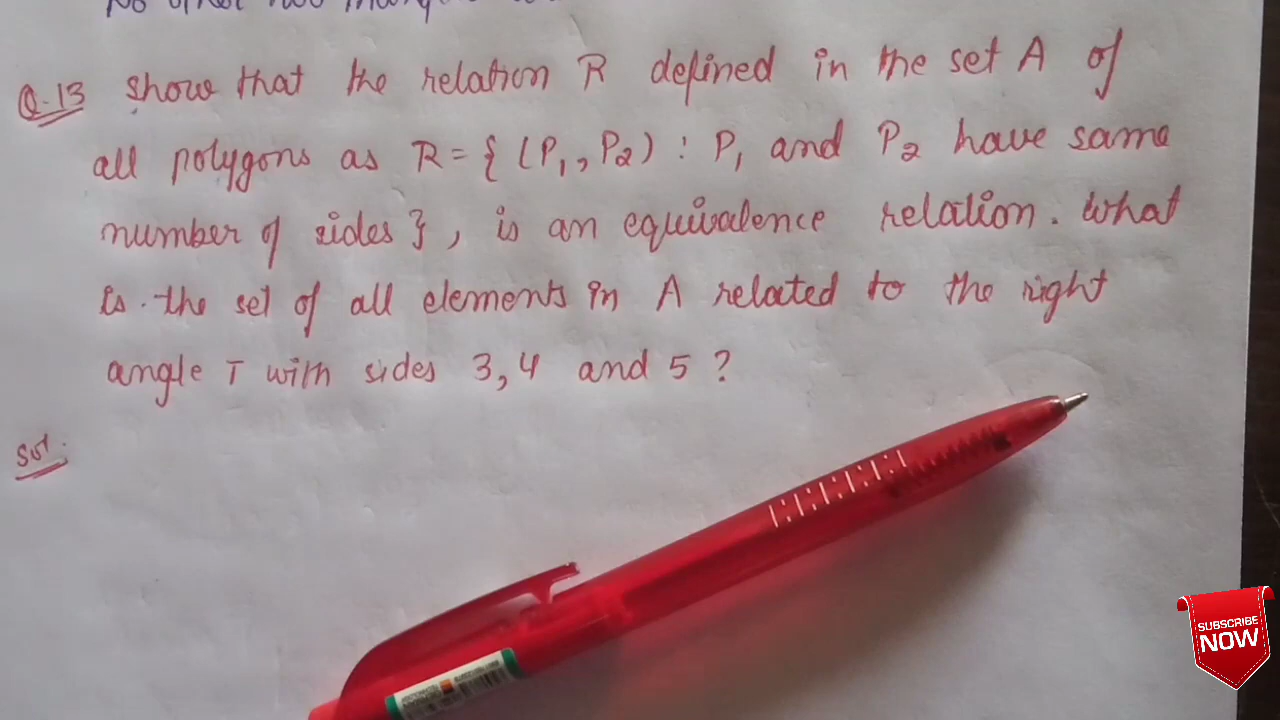 Q.13 show that the relation R defined in the set A of
all polygons as R = { (P₁, P₂) : P₁ and P₂ have same
number of sides }, is an equivalence relation. what
is the set of all elements in A related to the right
angle T with sides 3, 4 and 5 ?
Sol.
SUBSCRIBE
NOW